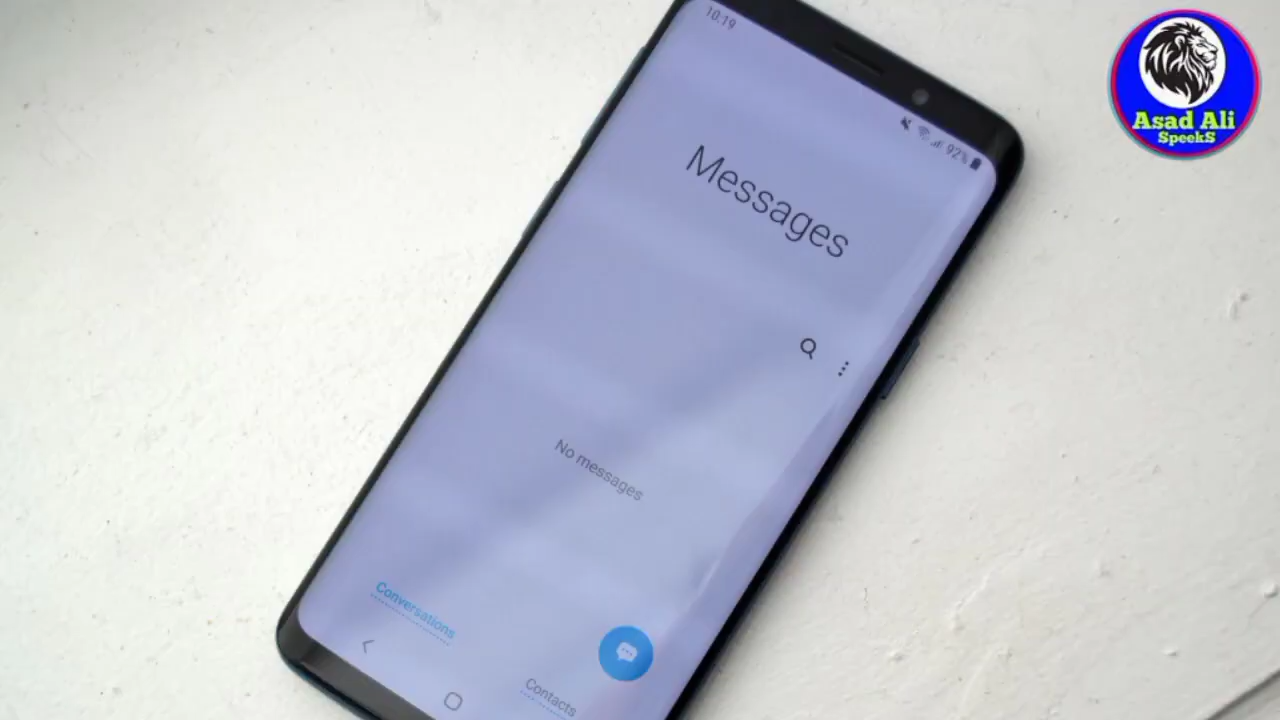 10:19
92%
Messages
No messages
Conversations
Contacts
Asad Ali
SpeekS